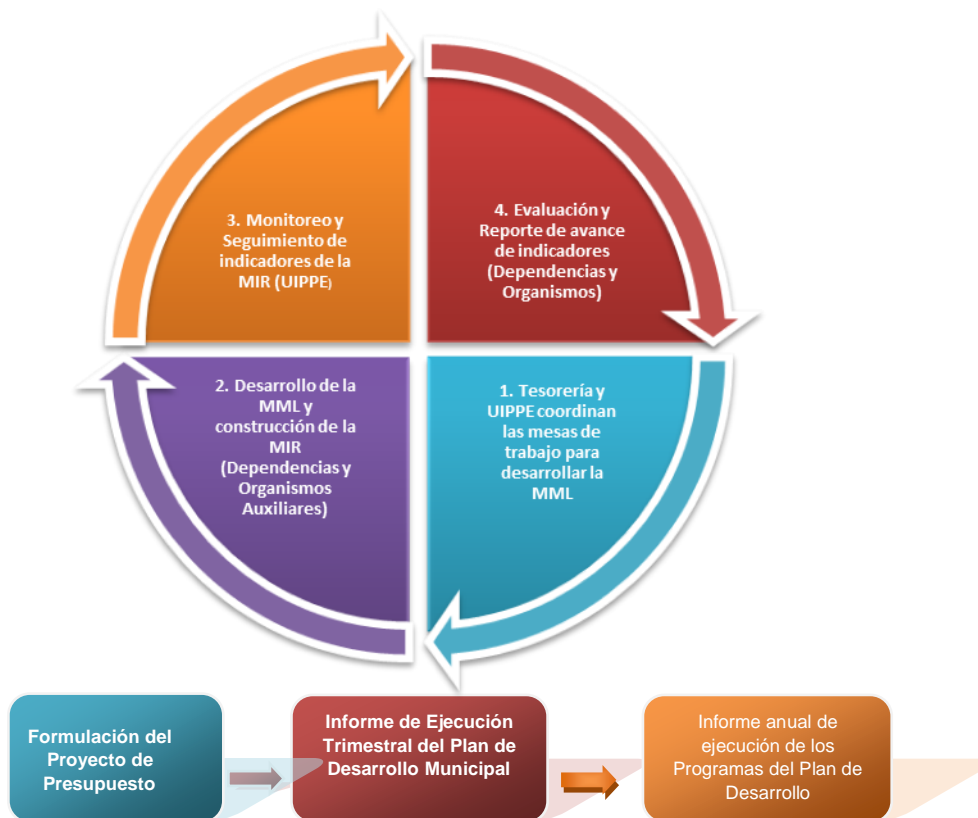 3. Monitoreo y
Seguimiento de
indicadores de la
MIR (UIPPE)
4. Evaluación y
Reporte de avance
de indicadores
(Dependencias y
Organismos)
2. Desarrollo de la
MML y
construcción de la
MIR
(Dependencias y
Organismos
Auxiliares)
1. Tesorería y
UIPPE coordinan
las mesas de
trabajo para
desarrollar la
MML
Formulación del
Proyecto de
Presupuesto
Informe de Ejecución
Trimestral del Plan de
Desarrollo Municipal
Informe anual de
ejecución de los
Programas del Plan de
Desarrollo